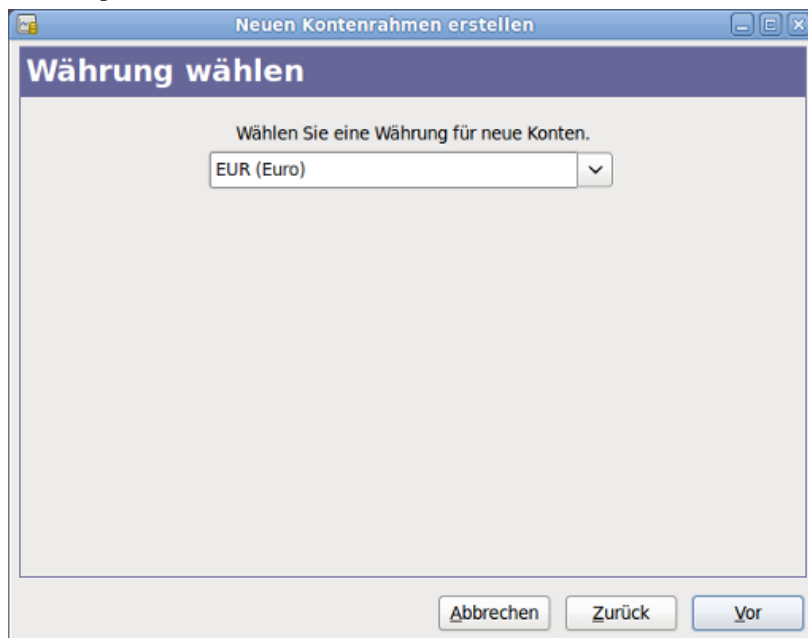 Neuen Kontenrahmen erstellen
Währung wählen
Wählen Sie eine Währung für neue Konten.
EUR (Euro)
Abbrechen Zurück Vor